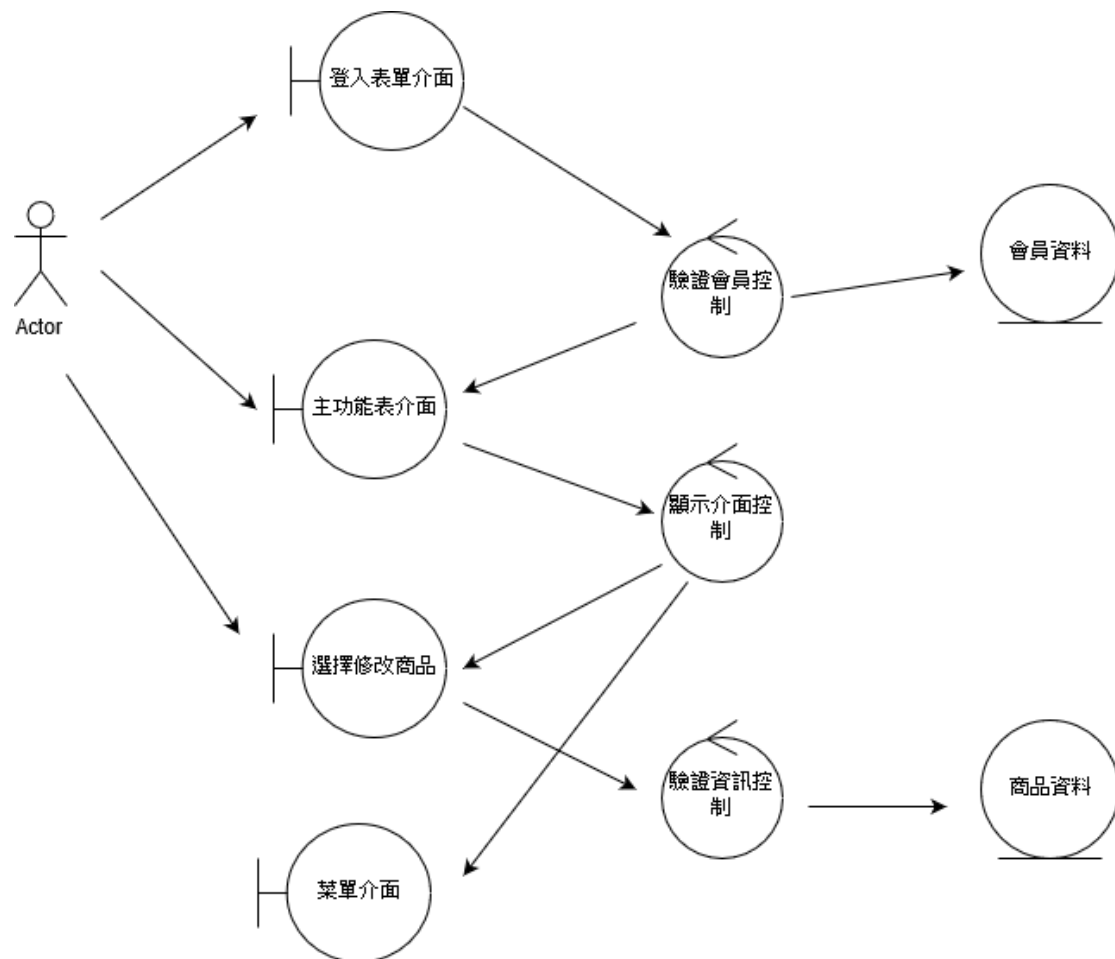 登入表單介面
會員資料
驗證會員控
制
Actor
主功能表介面
顯示介面控
制
選擇修改商品
驗證資訊控
制
商品資料
菜單介面